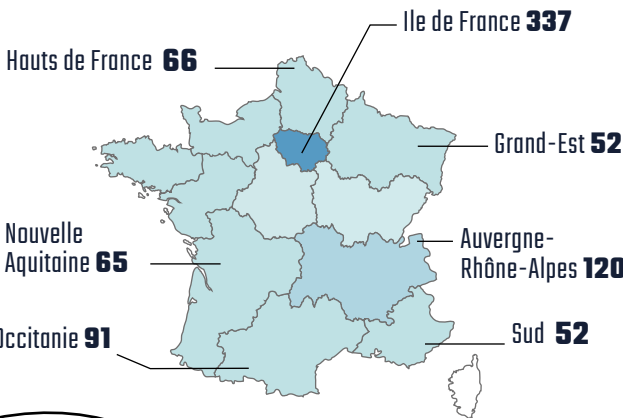 Ile de France 337
Hauts de France 66
Grand-Est 52
Nouvelle
Aquitaine 65
Auvergne-
Rhône-Alpes 120
Occitanie 91
Sud 52